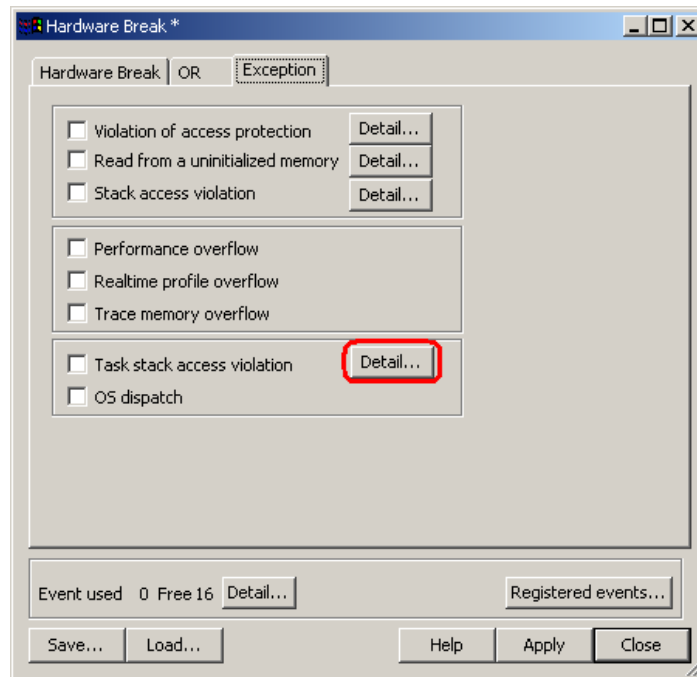 Hardware Break *
Hardware Break OR Exception
Violation of access protection Detail...
Read from a uninitialized memory Detail...
Stack access violation Detail...
Performance overflow
Realtime profile overflow
Trace memory overflow
Task stack access violation Detail...
OS dispatch
Event used 0 Free 16 Detail... Registered events...
Save... Load... Help Apply Close